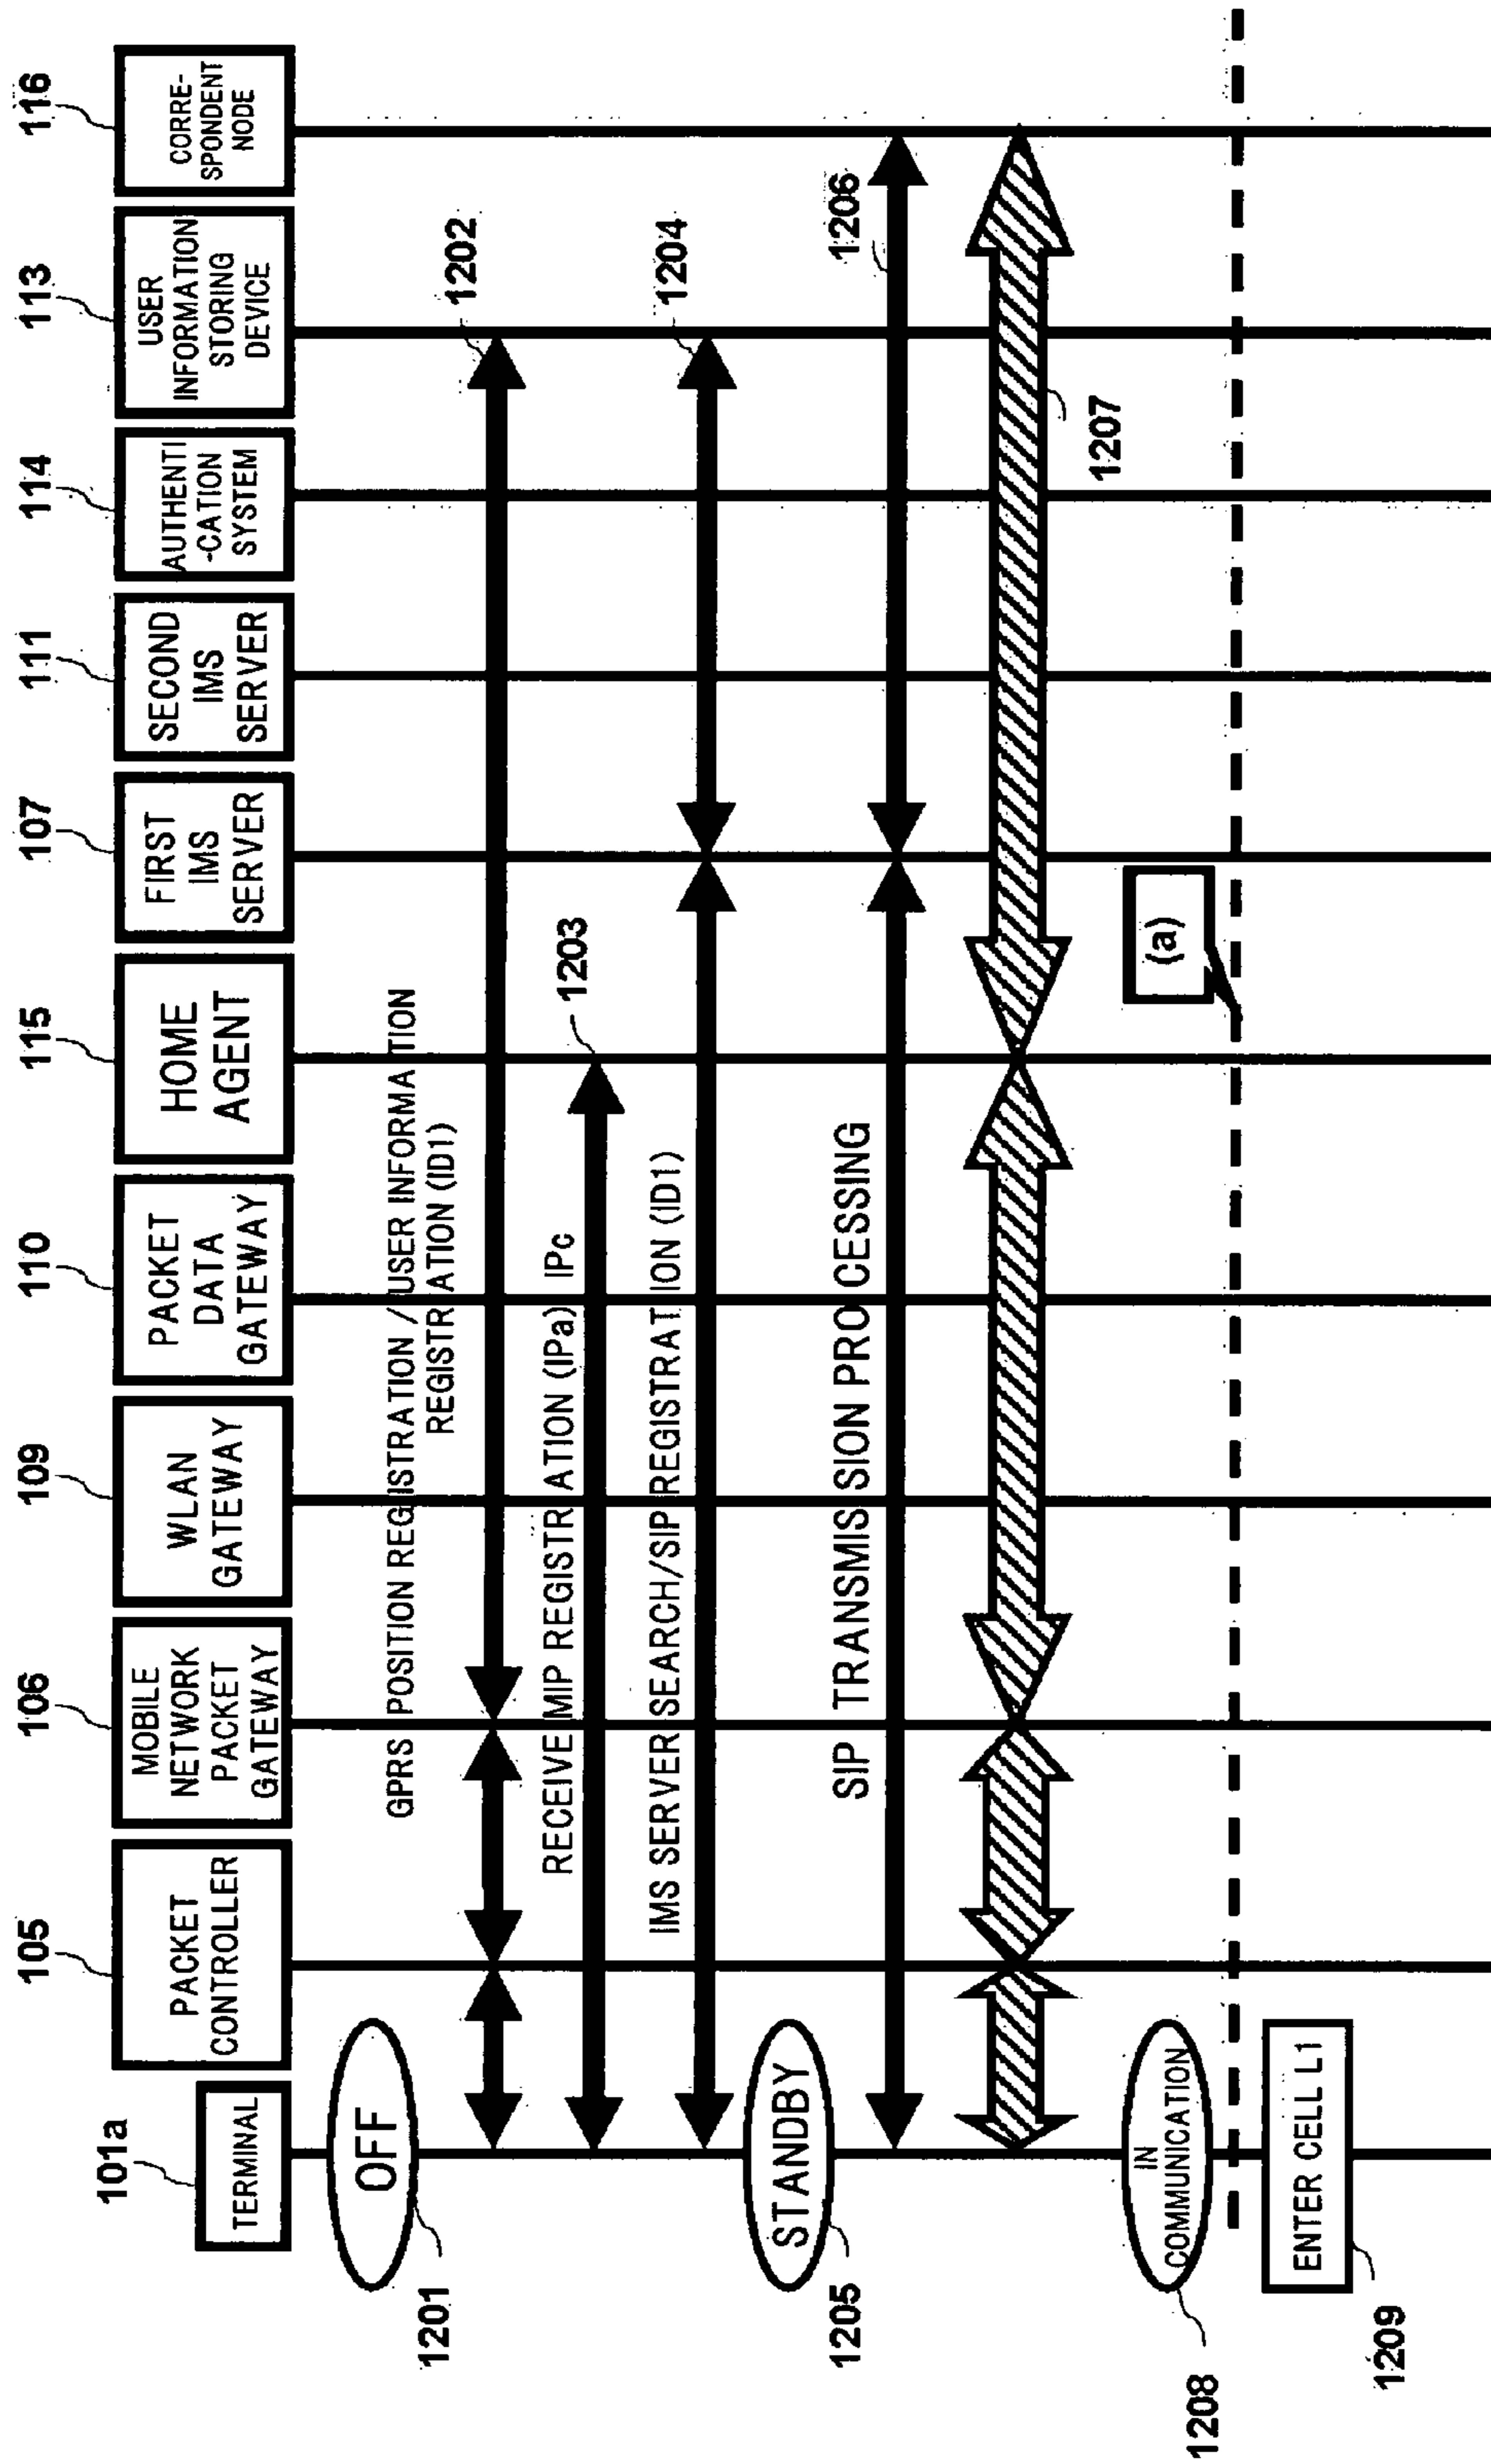 101a
105
106
109
110
115
107
111
114
113
116
TERMINAL
PACKET
CONTROLLER
MOBILE
NETWORK
PACKET
GATEWAY
WLAN
GATEWAY
PACKET
DATA
GATEWAY
HOME
AGENT
FIRST
IMS
SERVER
SECOND
IMS
SERVER
AUTHENTI
-CATION
SYSTEM
USER
INFORMATION
STORING
DEVICE
CORRE-
SPONDENT
NODE
OFF
1201
GPRS POSITION REGISTRATION / USER INFORMATION
REGISTRATION (ID1)
1202
RECEIVE MIP REGISTRATION (IPa) IPc
1203
IMS SERVER SEARCH/SIP REGISTRATION (ID1)
1204
STANDBY
1205
SIP TRANSMISSION PROCESSING
1206
1207
IN
COMMUNICATION
1208
(a)
ENTER CELL L1
1209